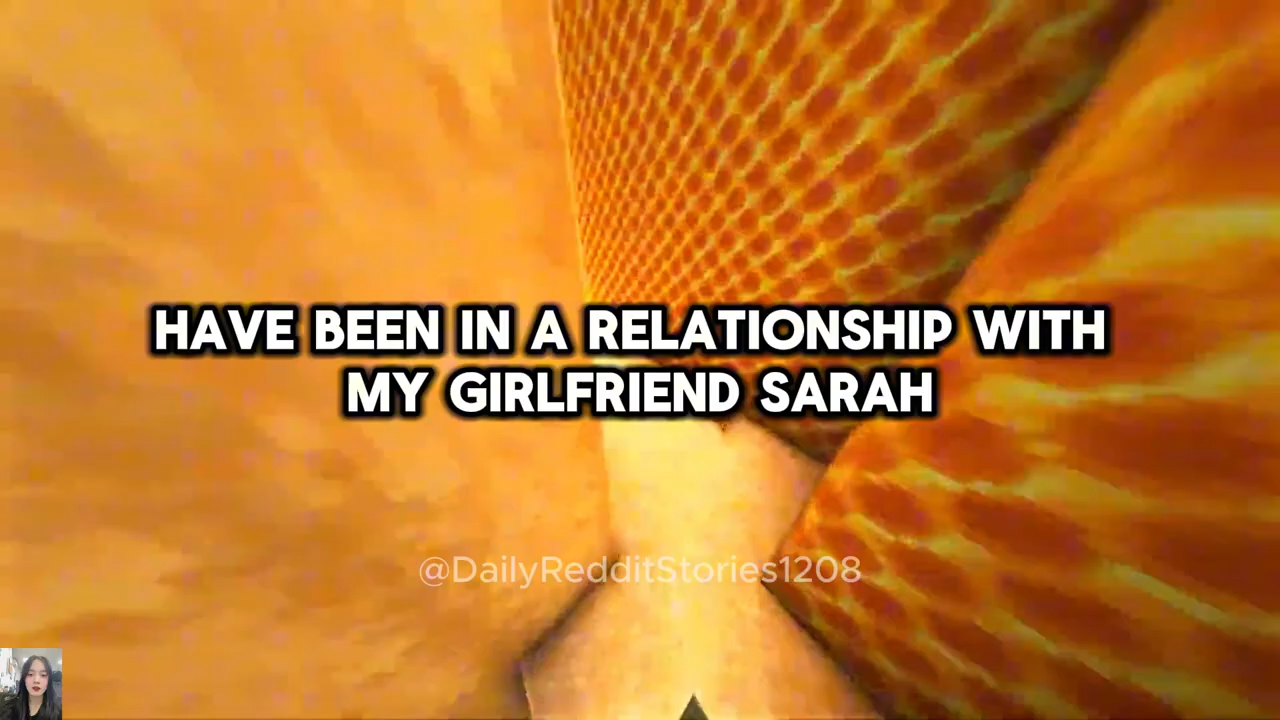 HAVE BEEN IN A RELATIONSHIP WITH
MY GIRLFRIEND SARAH
@DailyRedditStories1208